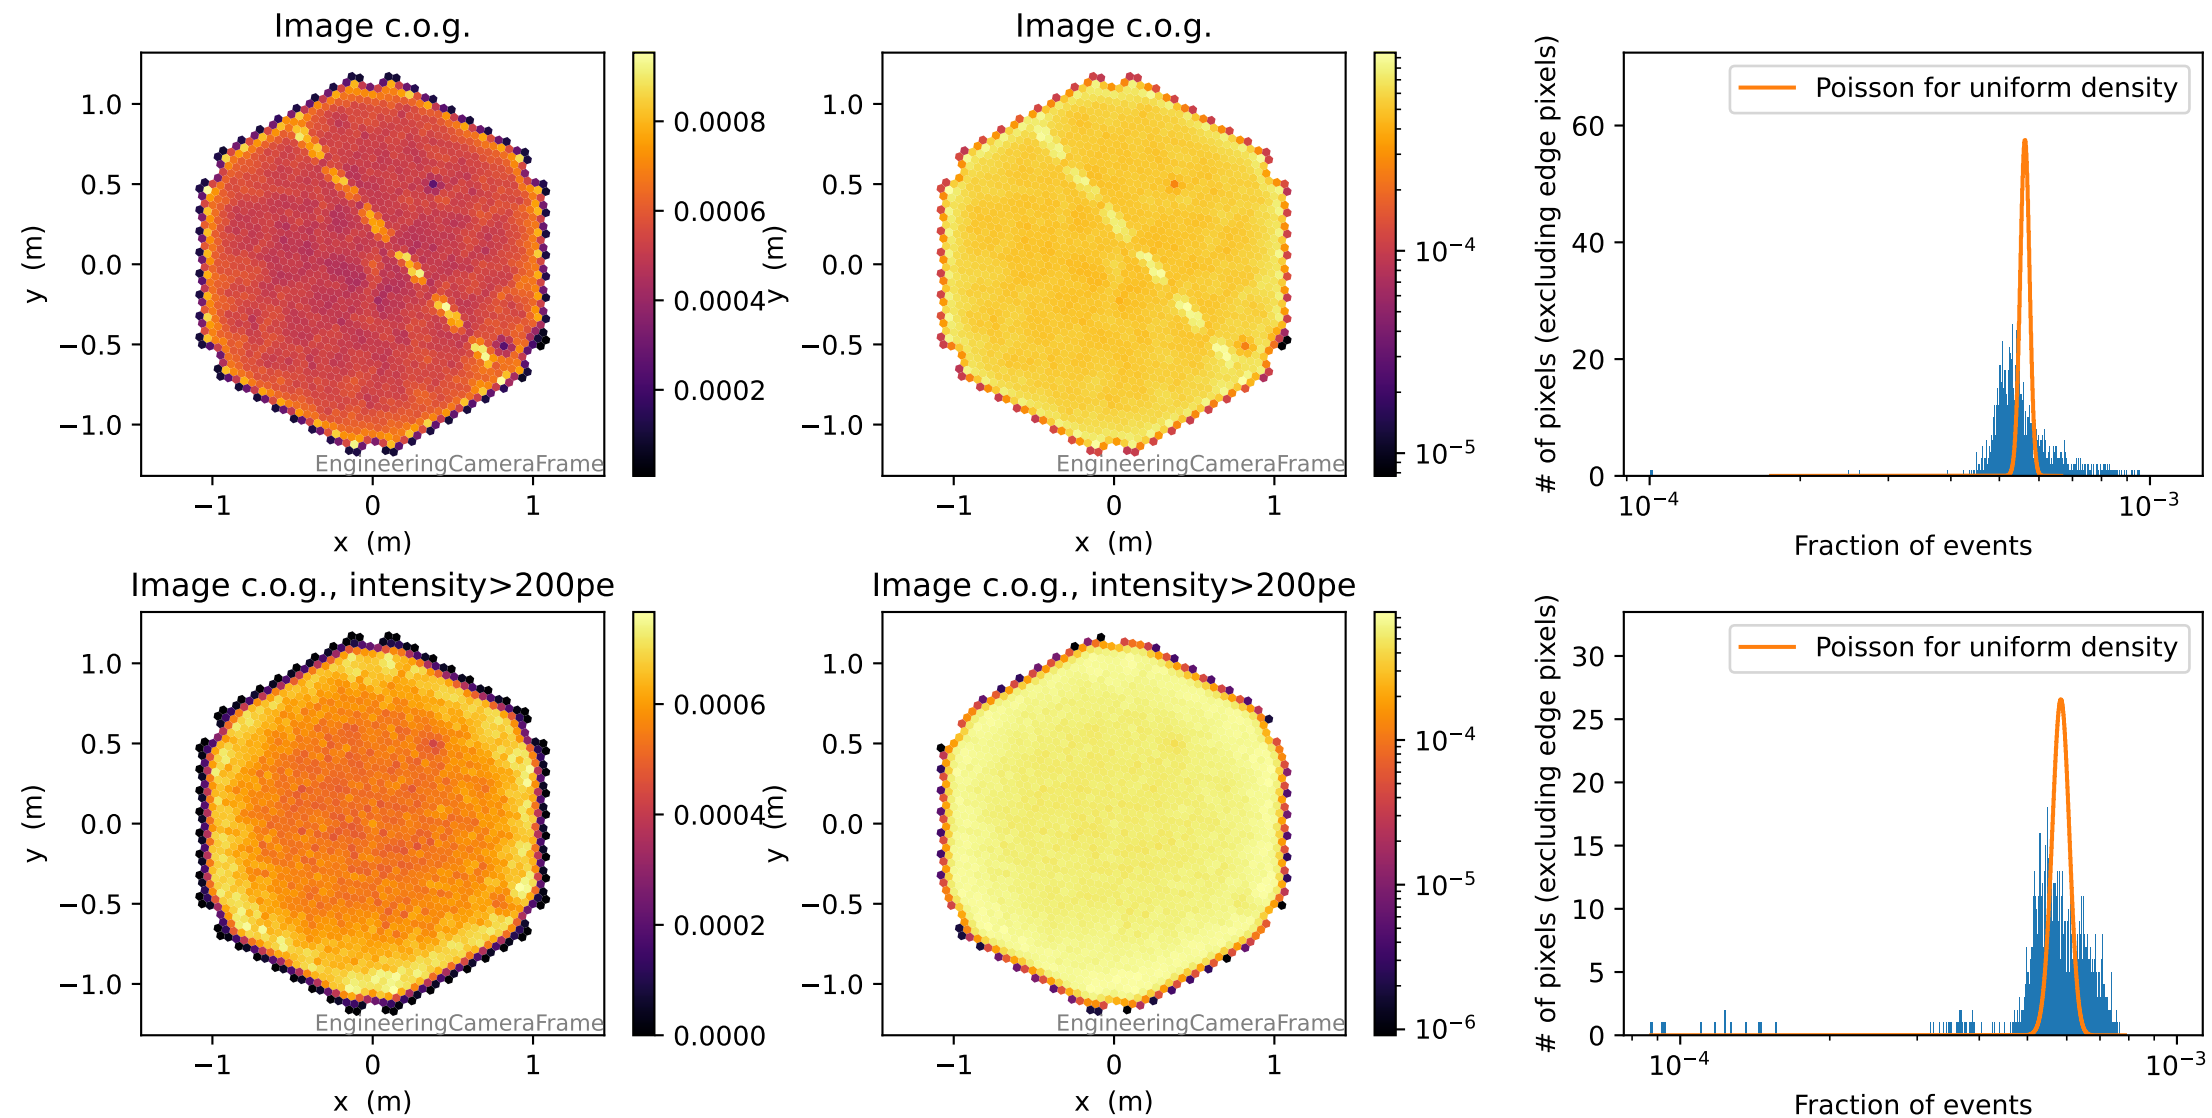 Image c.o.g.
1.0
0.5
0.0
−0.5
−1.0
y (m)
−1
0
1
x (m)
EngineeringCameraFrame
0.0008
0.0006
0.0004
0.0002
Image c.o.g.
1.0
0.5
0.0
−0.5
−1.0
y (m)
−1
0
1
x (m)
EngineeringCameraFrame
10⁻⁴
10⁻⁵
Poisson for uniform density
# of pixels (excluding edge pixels)
60
40
20
0
10⁻⁴
10⁻³
Fraction of events
Image c.o.g., intensity>200pe
1.0
0.5
0.0
−0.5
−1.0
y (m)
−1
0
1
x (m)
EngineeringCameraFrame
0.0006
0.0004
0.0002
0.0000
Image c.o.g., intensity>200pe
1.0
0.5
0.0
−0.5
−1.0
y (m)
−1
0
1
x (m)
EngineeringCameraFrame
10⁻⁴
10⁻⁵
10⁻⁶
Poisson for uniform density
# of pixels (excluding edge pixels)
30
25
20
15
10
5
0
10⁻⁴
10⁻³
Fraction of events